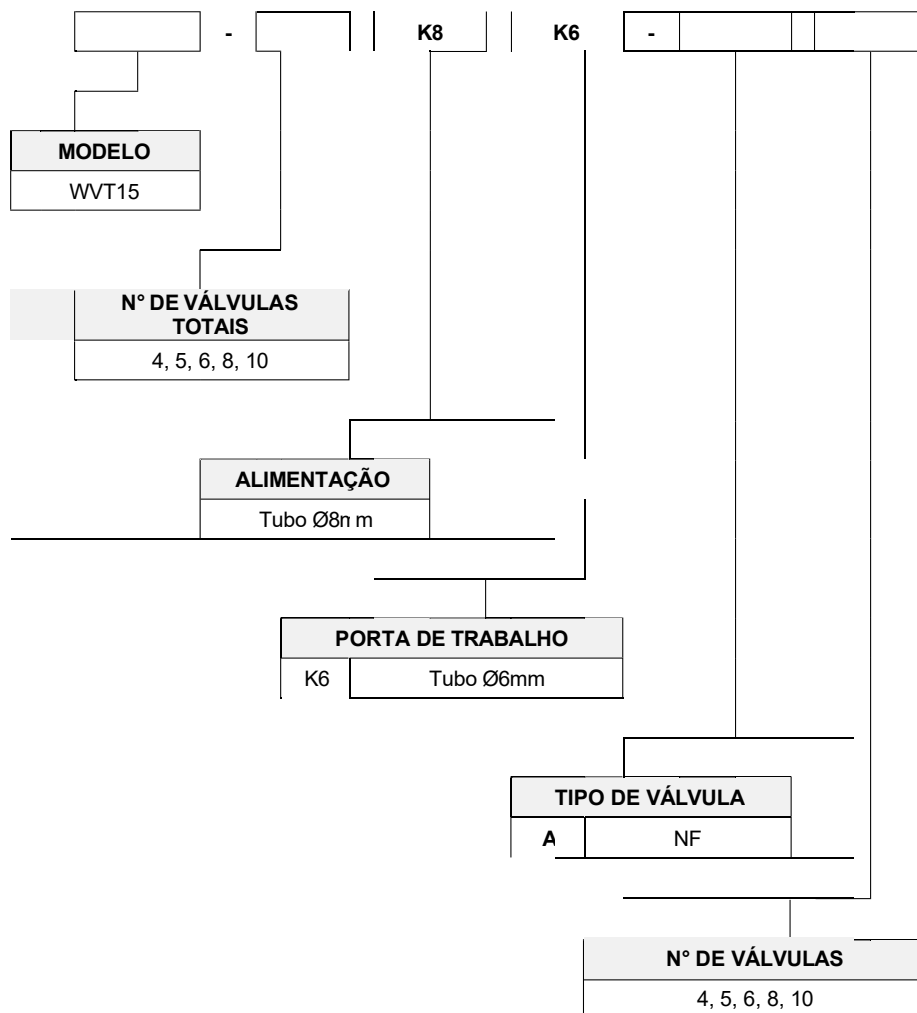 - K8 K6 -
MODELO
WVT15
N° DE VÁLVULAS
TOTAIS
4, 5, 6, 8, 10
ALIMENTAÇÃO
Tubo Ø8mm
PORTA DE TRABALHO
K6 Tubo Ø6mm
TIPO DE VÁLVULA
A NF
N° DE VÁLVULAS
4, 5, 6, 8, 10